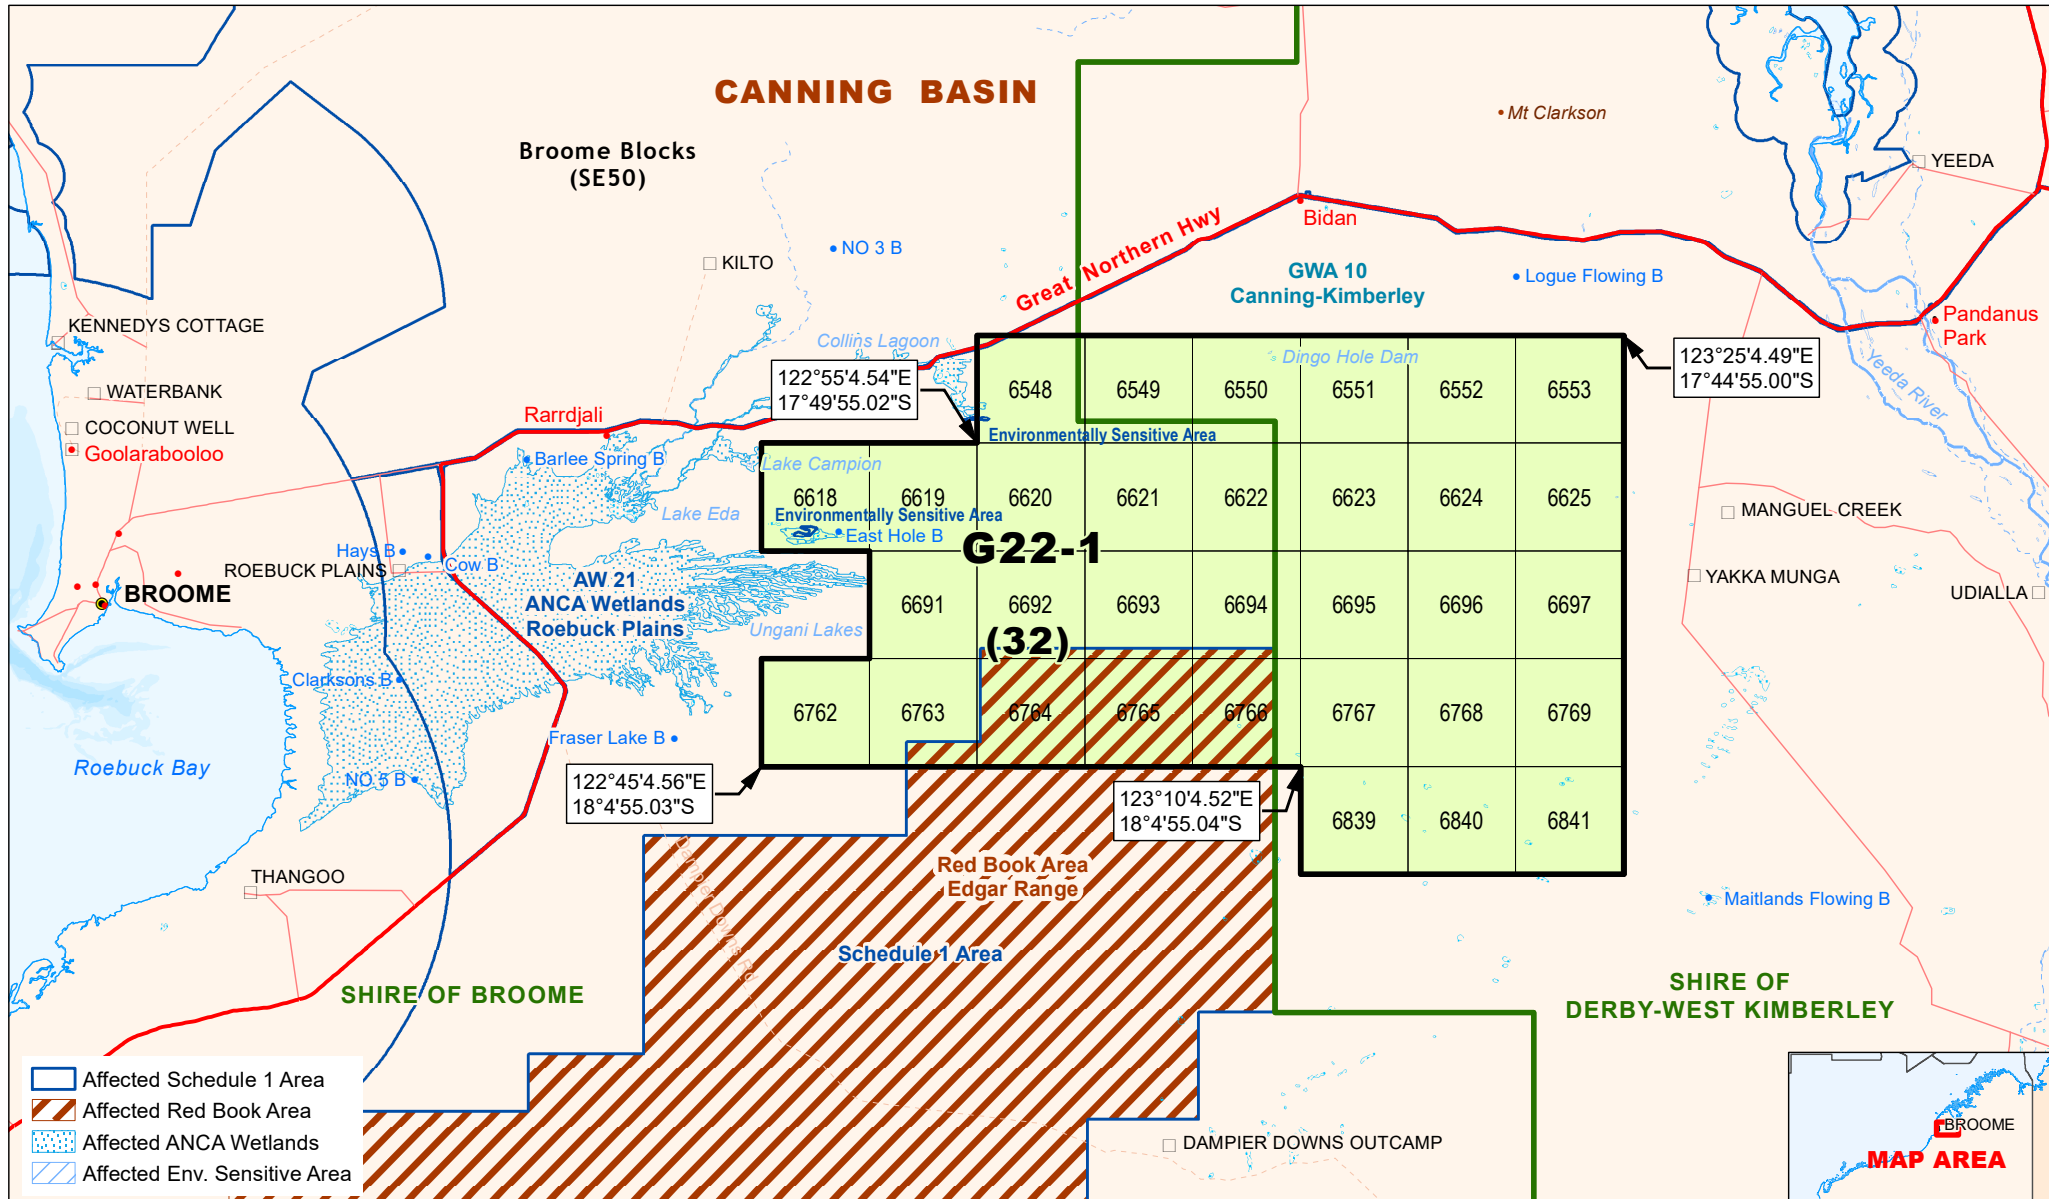 CANNING BASIN
Mt Clarkson
Broome Blocks
(SE50)
YEEDA
Great Northern Hwy
Bidan
NO 3 B
KILTO
GWA 10
Canning-Kimberley
Logue Flowing B
Pandanus
Park
KENNEDYS COTTAGE
Collins Lagoon
Dingo Hole Dam
122°55'4.54"E
17°49'55.02"S
123°25'4.49"E
17°44'55.00"S
Yeeda River
WATERBANK
6548
6549
6550
6551
6552
6553
Rarrdjali
COCONUT WELL
Goolarabooloo
Environmentally Sensitive Area
Barlee Spring B
Lake Campion
6618
6619
6620
6621
6622
6623
6624
6625
Lake Eda
Environmentally Sensitive Area
East Hole B
MANGUEL CREEK
G22-1
Hays B
Cow B
ROEBUCK PLAINS
BROOME
AW 21
ANCA Wetlands
Roebuck Plains
YAKKA MUNGA
UDIALLA
6691
6692
6693
6694
6695
6696
6697
Ungani Lakes
(32)
Clarksons B
6762
6763
6764
6765
6766
6767
6768
6769
Fraser Lake B
Roebuck Bay
NO 5 B
122°45'4.56"E
18°4'55.03"S
123°10'4.52"E
18°4'55.04"S
6839
6840
6841
Dampier Downs Rd
THANGOO
Red Book Area
Edgar Range
Maitlands Flowing B
Schedule 1 Area
SHIRE OF BROOME
SHIRE OF
DERBY-WEST KIMBERLEY
Affected Schedule 1 Area
Affected Red Book Area
Affected ANCA Wetlands
Affected Env. Sensitive Area
DAMPIER DOWNS OUTCAMP
BROOME
MAP AREA